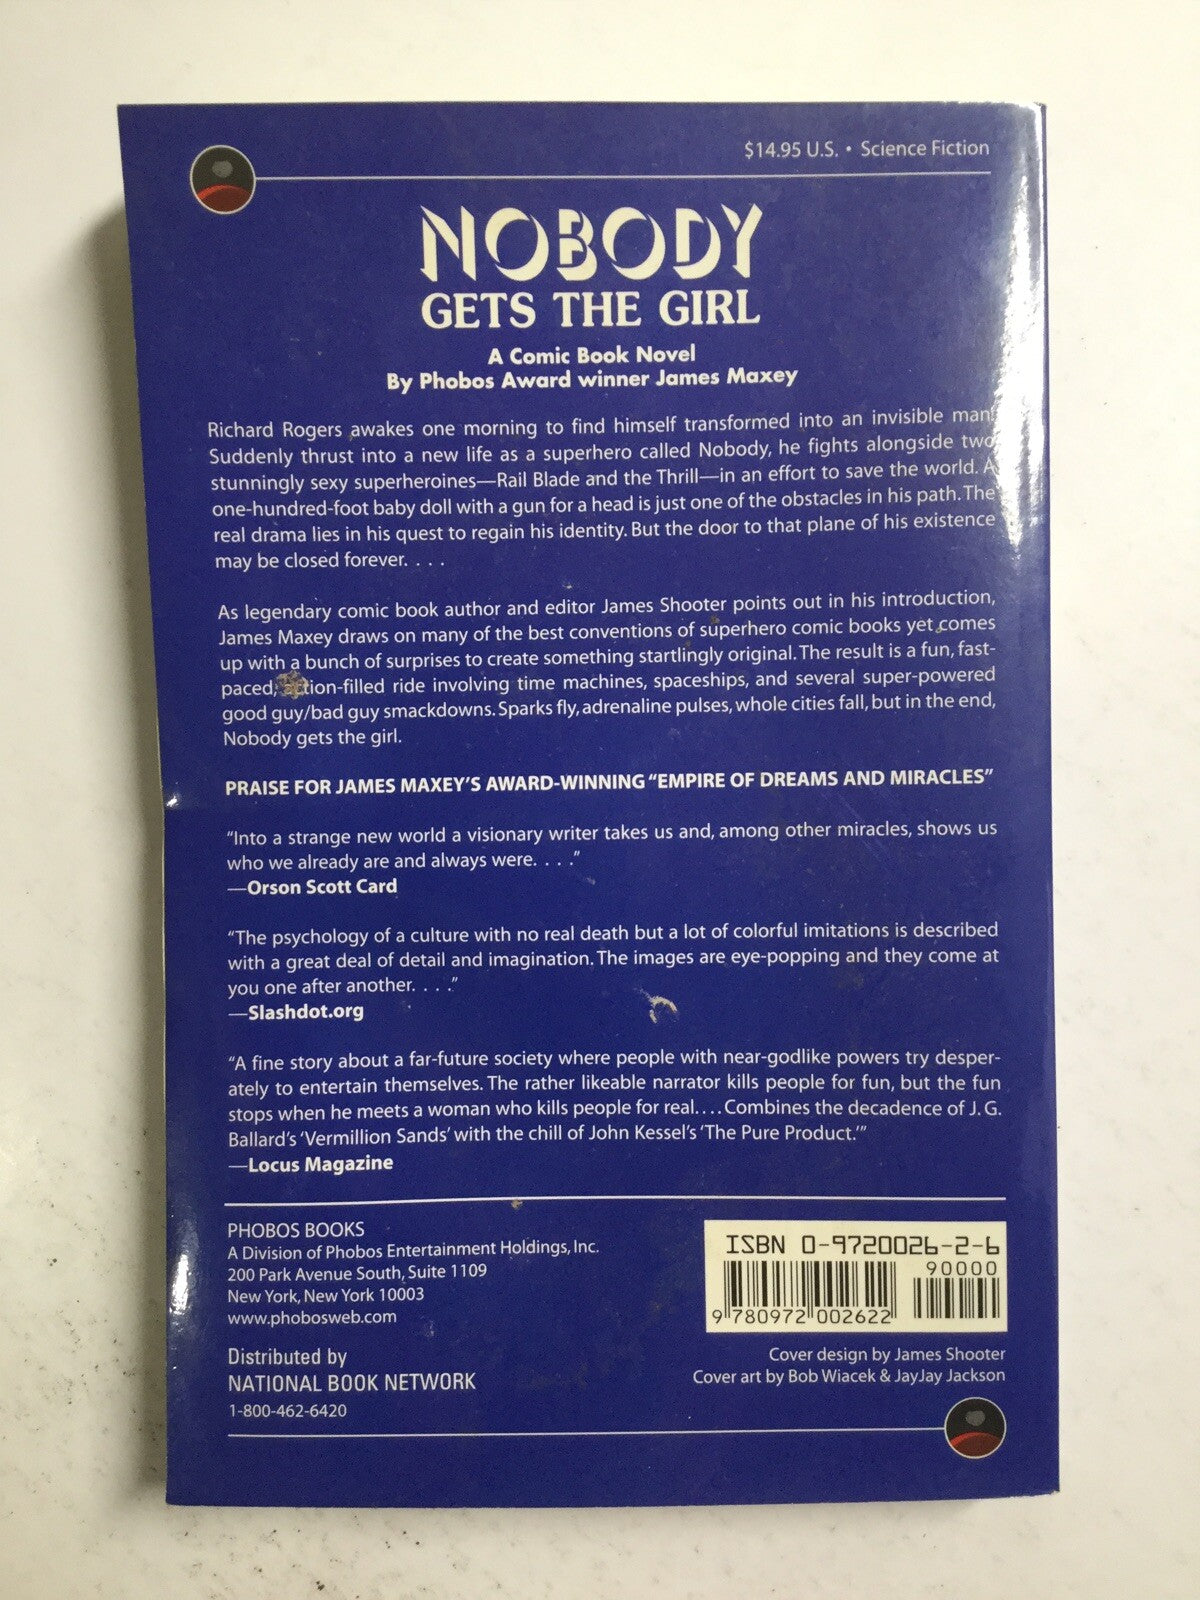 $14.95 U.S. • Science Fiction
NOBODY
GETS THE GIRL
A Comic Book Novel
By Phobos Award winner James Maxey
Richard Rogers awakes one morning to find himself transformed into an invisible man!
Suddenly thrust into a new life as a superhero called Nobody, he fights alongside two
stunningly sexy superheroines—Rail Blade and the Thrill—in an effort to save the world. A
one-hundred-foot baby doll with a gun for a head is just one of the obstacles in his path. The
real drama lies in his quest to regain his identity. But the door to that plane of his existence
may be closed forever. . . .
As legendary comic book author and editor James Shooter points out in his introduction,
James Maxey draws on many of the best conventions of superhero comic books yet comes
up with a bunch of surprises to create something startlingly original. The result is a fun, fast-
paced, action-filled ride involving time machines, spaceships, and several super-powered
good guy/bad guy smackdowns. Sparks fly, adrenaline pulses, whole cities fall, but in the end,
Nobody gets the girl.
PRAISE FOR JAMES MAXEY'S AWARD-WINNING "EMPIRE OF DREAMS AND MIRACLES"
"Into a strange new world a visionary writer takes us and, among other miracles, shows us
who we already are and always were. . . ."
—Orson Scott Card
"The psychology of a culture with no real death but a lot of colorful imitations is described
with a great deal of detail and imagination. The images are eye-popping and they come at
you one after another. . . ."
—Slashdot.org
"A fine story about a far-future society where people with near-godlike powers try desper-
ately to entertain themselves. The rather likeable narrator kills people for fun, but the fun
stops when he meets a woman who kills people for real. . . . Combines the decadence of J. G.
Ballard's 'Vermillion Sands' with the chill of John Kessel's 'The Pure Product.'"
—Locus Magazine
PHOBOS BOOKS
A Division of Phobos Entertainment Holdings, Inc.
200 Park Avenue South, Suite 1109
New York, New York 10003
www.phobosweb.com
Distributed by
NATIONAL BOOK NETWORK
1-800-462-6420
ISBN 0-9720026-2-6
90000
9 780972 002622
Cover design by James Shooter
Cover art by Bob Wiacek & JayJay Jackson